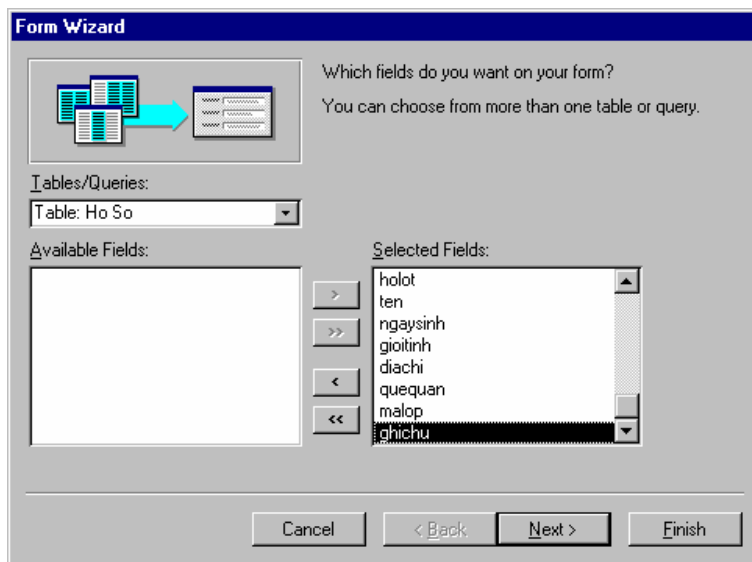 Form Wizard
Which fields do you want on your form?
You can choose from more than one table or query.
Tables/Queries:
Table: Ho So
Available Fields:
Selected Fields:
holot
ten
ngaysinh
gioitinh
diachi
quequan
malop
ghichu
>
>>
<
<<
Cancel
< Back
Next >
Finish